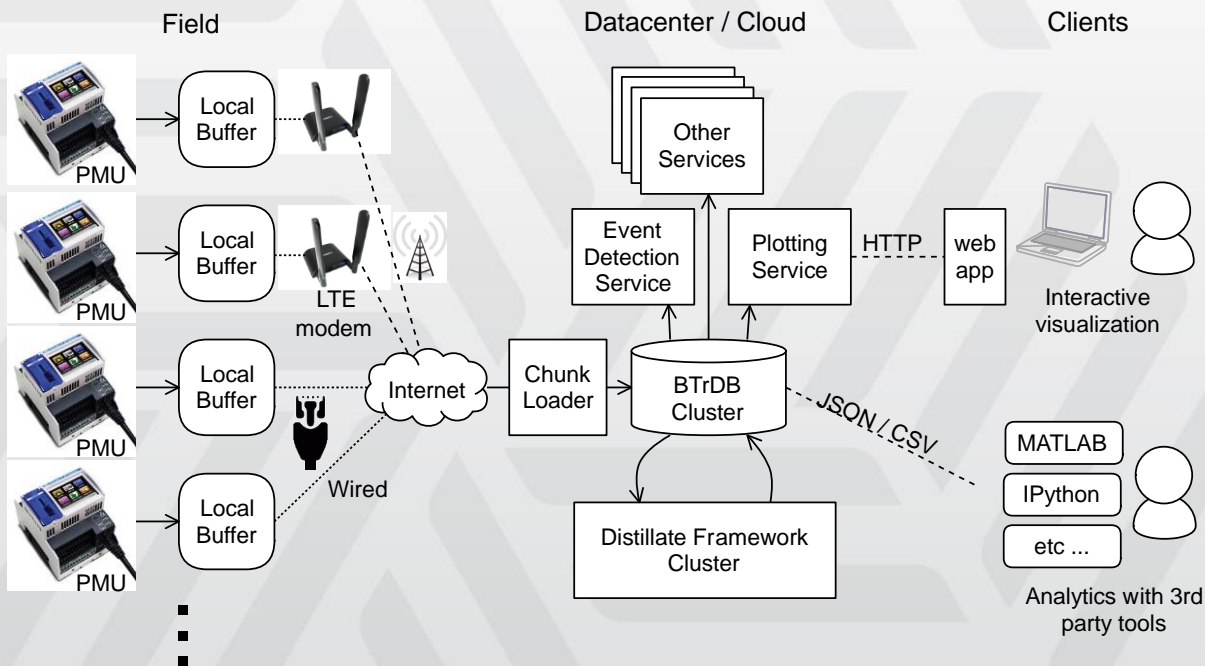 Field
Datacenter / Cloud
Clients
PMU
Local
Buffer
PMU
Local
Buffer
LTE
modem
PMU
Local
Buffer
PMU
Local
Buffer
Wired
Internet
Chunk
Loader
BTrDB
Cluster
Other
Services
Event
Detection
Service
Plotting
Service
HTTP
web
app
Interactive
visualization
JSON / CSV
Distillate Framework
Cluster
MATLAB
IPython
etc ...
Analytics with 3rd
party tools